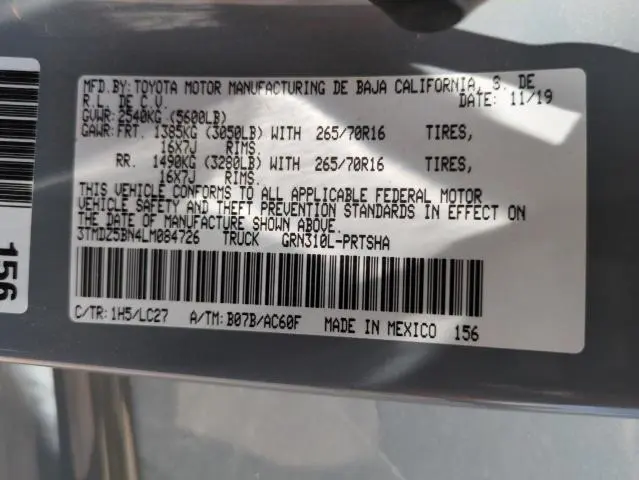 MFD.BY: TOYOTA MOTOR MANUFACTURING DE BAJA CALIFORNIA, S. DE
R.L. DE C.V. DATE: 11/19
GVWR: 2540KG (5600LB)
GAWR: FRT. 1385KG (3050LB) WITH 265/70R16 TIRES,
16X7J RIMS.
RR. 1490KG (3280LB) WITH 265/70R16 TIRES,
16X7J RIMS.
THIS VEHICLE CONFORMS TO ALL APPLICABLE FEDERAL MOTOR
VEHICLE SAFETY AND THEFT PREVENTION STANDARDS IN EFFECT ON
THE DATE OF MANUFACTURE SHOWN ABOVE.
3TMDZ5BN4LM084726 TRUCK GRN310L-PRTSHA
C/TR: 1H5/LC27 A/TM: B07B/AC60F MADE IN MEXICO 156
156